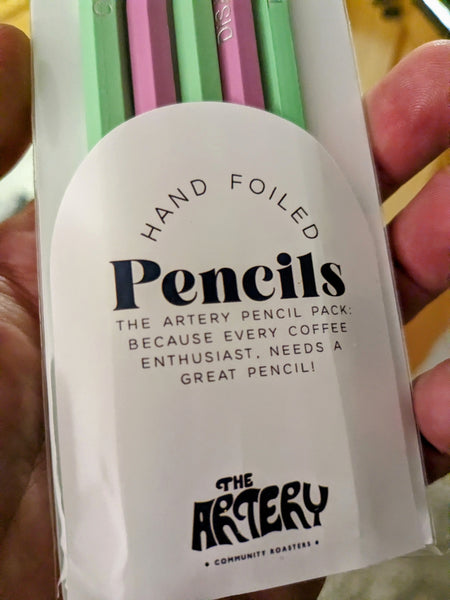 HAND FOILED
Pencils
THE ARTERY PENCIL PACK:
BECAUSE EVERY COFFEE
ENTHUSIAST, NEEDS A
GREAT PENCIL!
THE
ARTERY
• COMMUNITY ROASTERS •